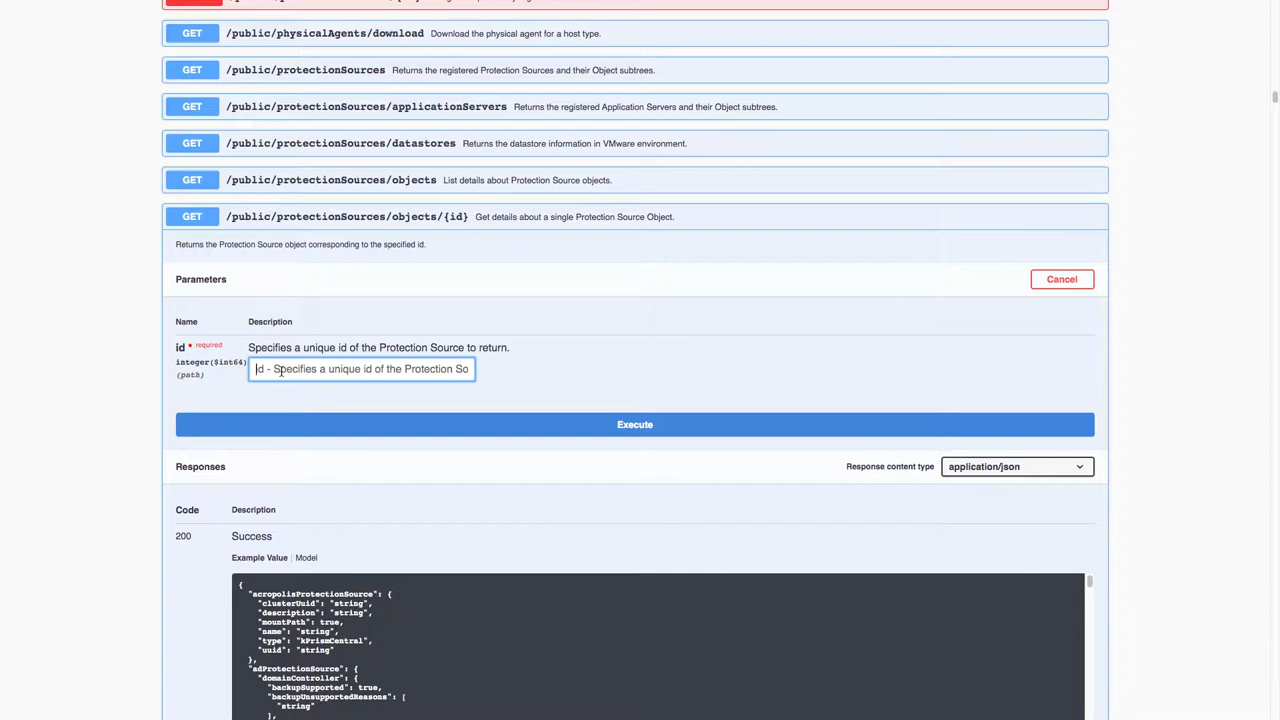 GET /public/physicalAgents/download Download the physical agent for a host type.
GET /public/protectionSources Returns the registered Protection Sources and their Object subtrees.
GET /public/protectionSources/applicationServers Returns the registered Application Servers and their Object subtrees.
GET /public/protectionSources/datastores Returns the datastore information in VMware environment.
GET /public/protectionSources/objects List details about Protection Source objects.
GET /public/protectionSources/objects/{id} Get details about a single Protection Source Object.
Returns the Protection Source object corresponding to the specified id.
Parameters Cancel
Name Description
id * required Specifies a unique id of the Protection Source to return.
integer($int64) id - Specifies a unique id of the Protection So
(path)
Execute
Responses Response content type application/json
Code Description
200 Success
Example Value | Model
{
"acropolisProtectionSource": {
"clusterUuid": "string",
"description": "string",
"mountPath": true,
"name": "string",
"type": "kPrismCentral",
"uuid": "string"
},
"adProtectionSource": {
"domainController": {
"backupSupported": true,
"backupUnsupportedReasons": [
"string"
],